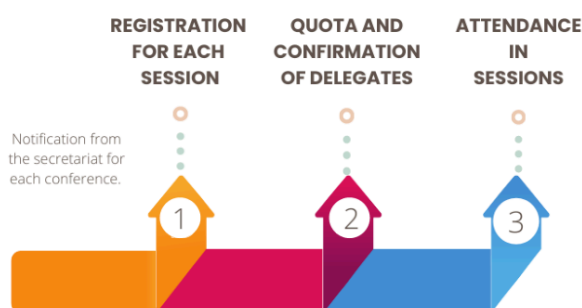 REGISTRATION
FOR EACH
SESSION
QUOTA AND
CONFIRMATION
OF DELEGATES
ATTENDANCE
IN
SESSIONS
Notification from
the secretariat for
each conference.
1
2
3